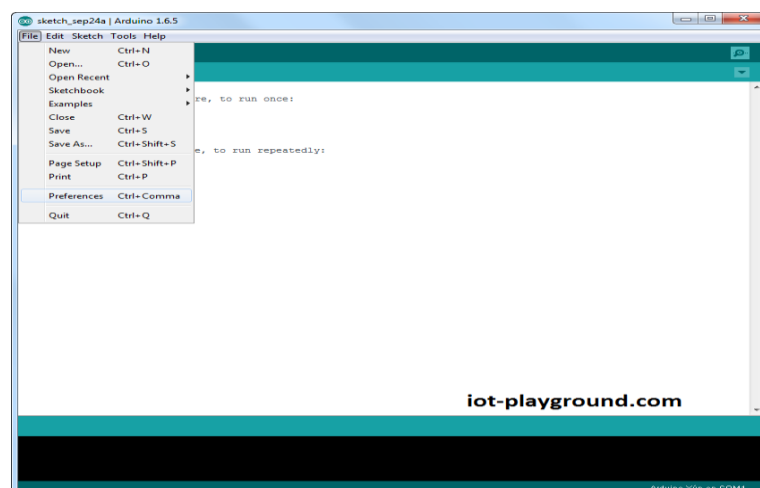 sketch_sep24a | Arduino 1.6.5
File Edit Sketch Tools Help
New Ctrl+N
Open... Ctrl+O
Open Recent
Sketchbook
Examples
Close Ctrl+W
Save Ctrl+S
Save As... Ctrl+Shift+S
Page Setup Ctrl+Shift+P
Print Ctrl+P
Preferences Ctrl+Comma
Quit Ctrl+Q
re, to run once:
e, to run repeatedly:
iot-playground.com
on COM1